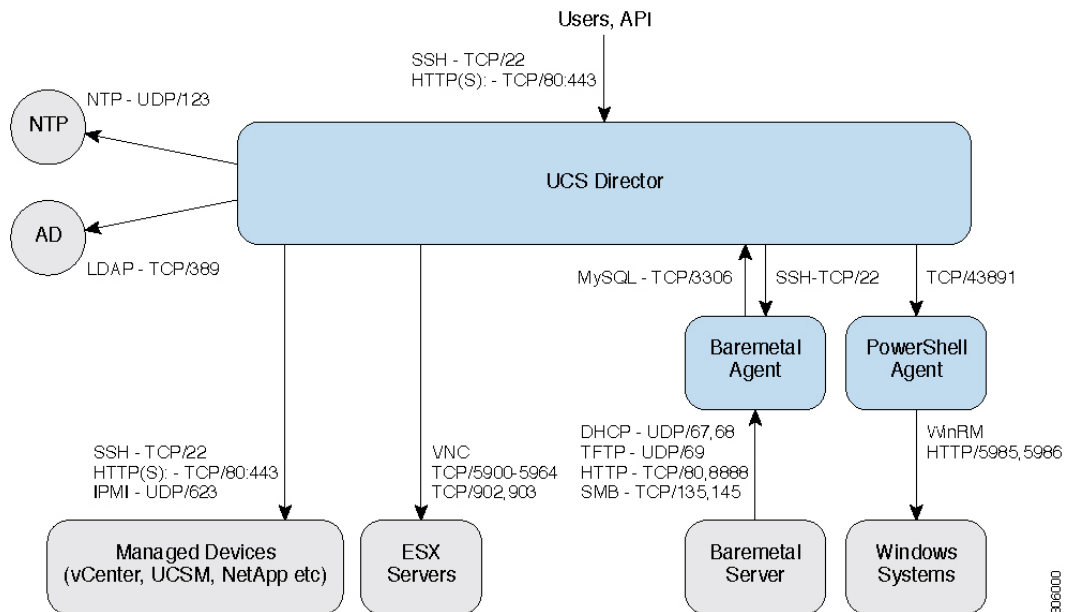 Users, API
SSH - TCP/22
HTTP(S): - TCP/80:443
NTP - UDP/123
NTP
UCS Director
AD
LDAP - TCP/389
MySQL - TCP/3306
SSH-TCP/22
TCP/43891
Baremetal
Agent
PowerShell
Agent
SSH - TCP/22
HTTP(S): - TCP/80:443
IPMI - UDP/623
VNC
TCP/5900-5964
TCP/902,903
DHCP - UDP/67,68
TFTP - UDP/69
HTTP - TCP/80,8888
SMB - TCP/135,145
WinRM
HTTP/5985,5986
Managed Devices
(vCenter, UCSM, NetApp etc)
ESX
Servers
Baremetal
Server
Windows
Systems